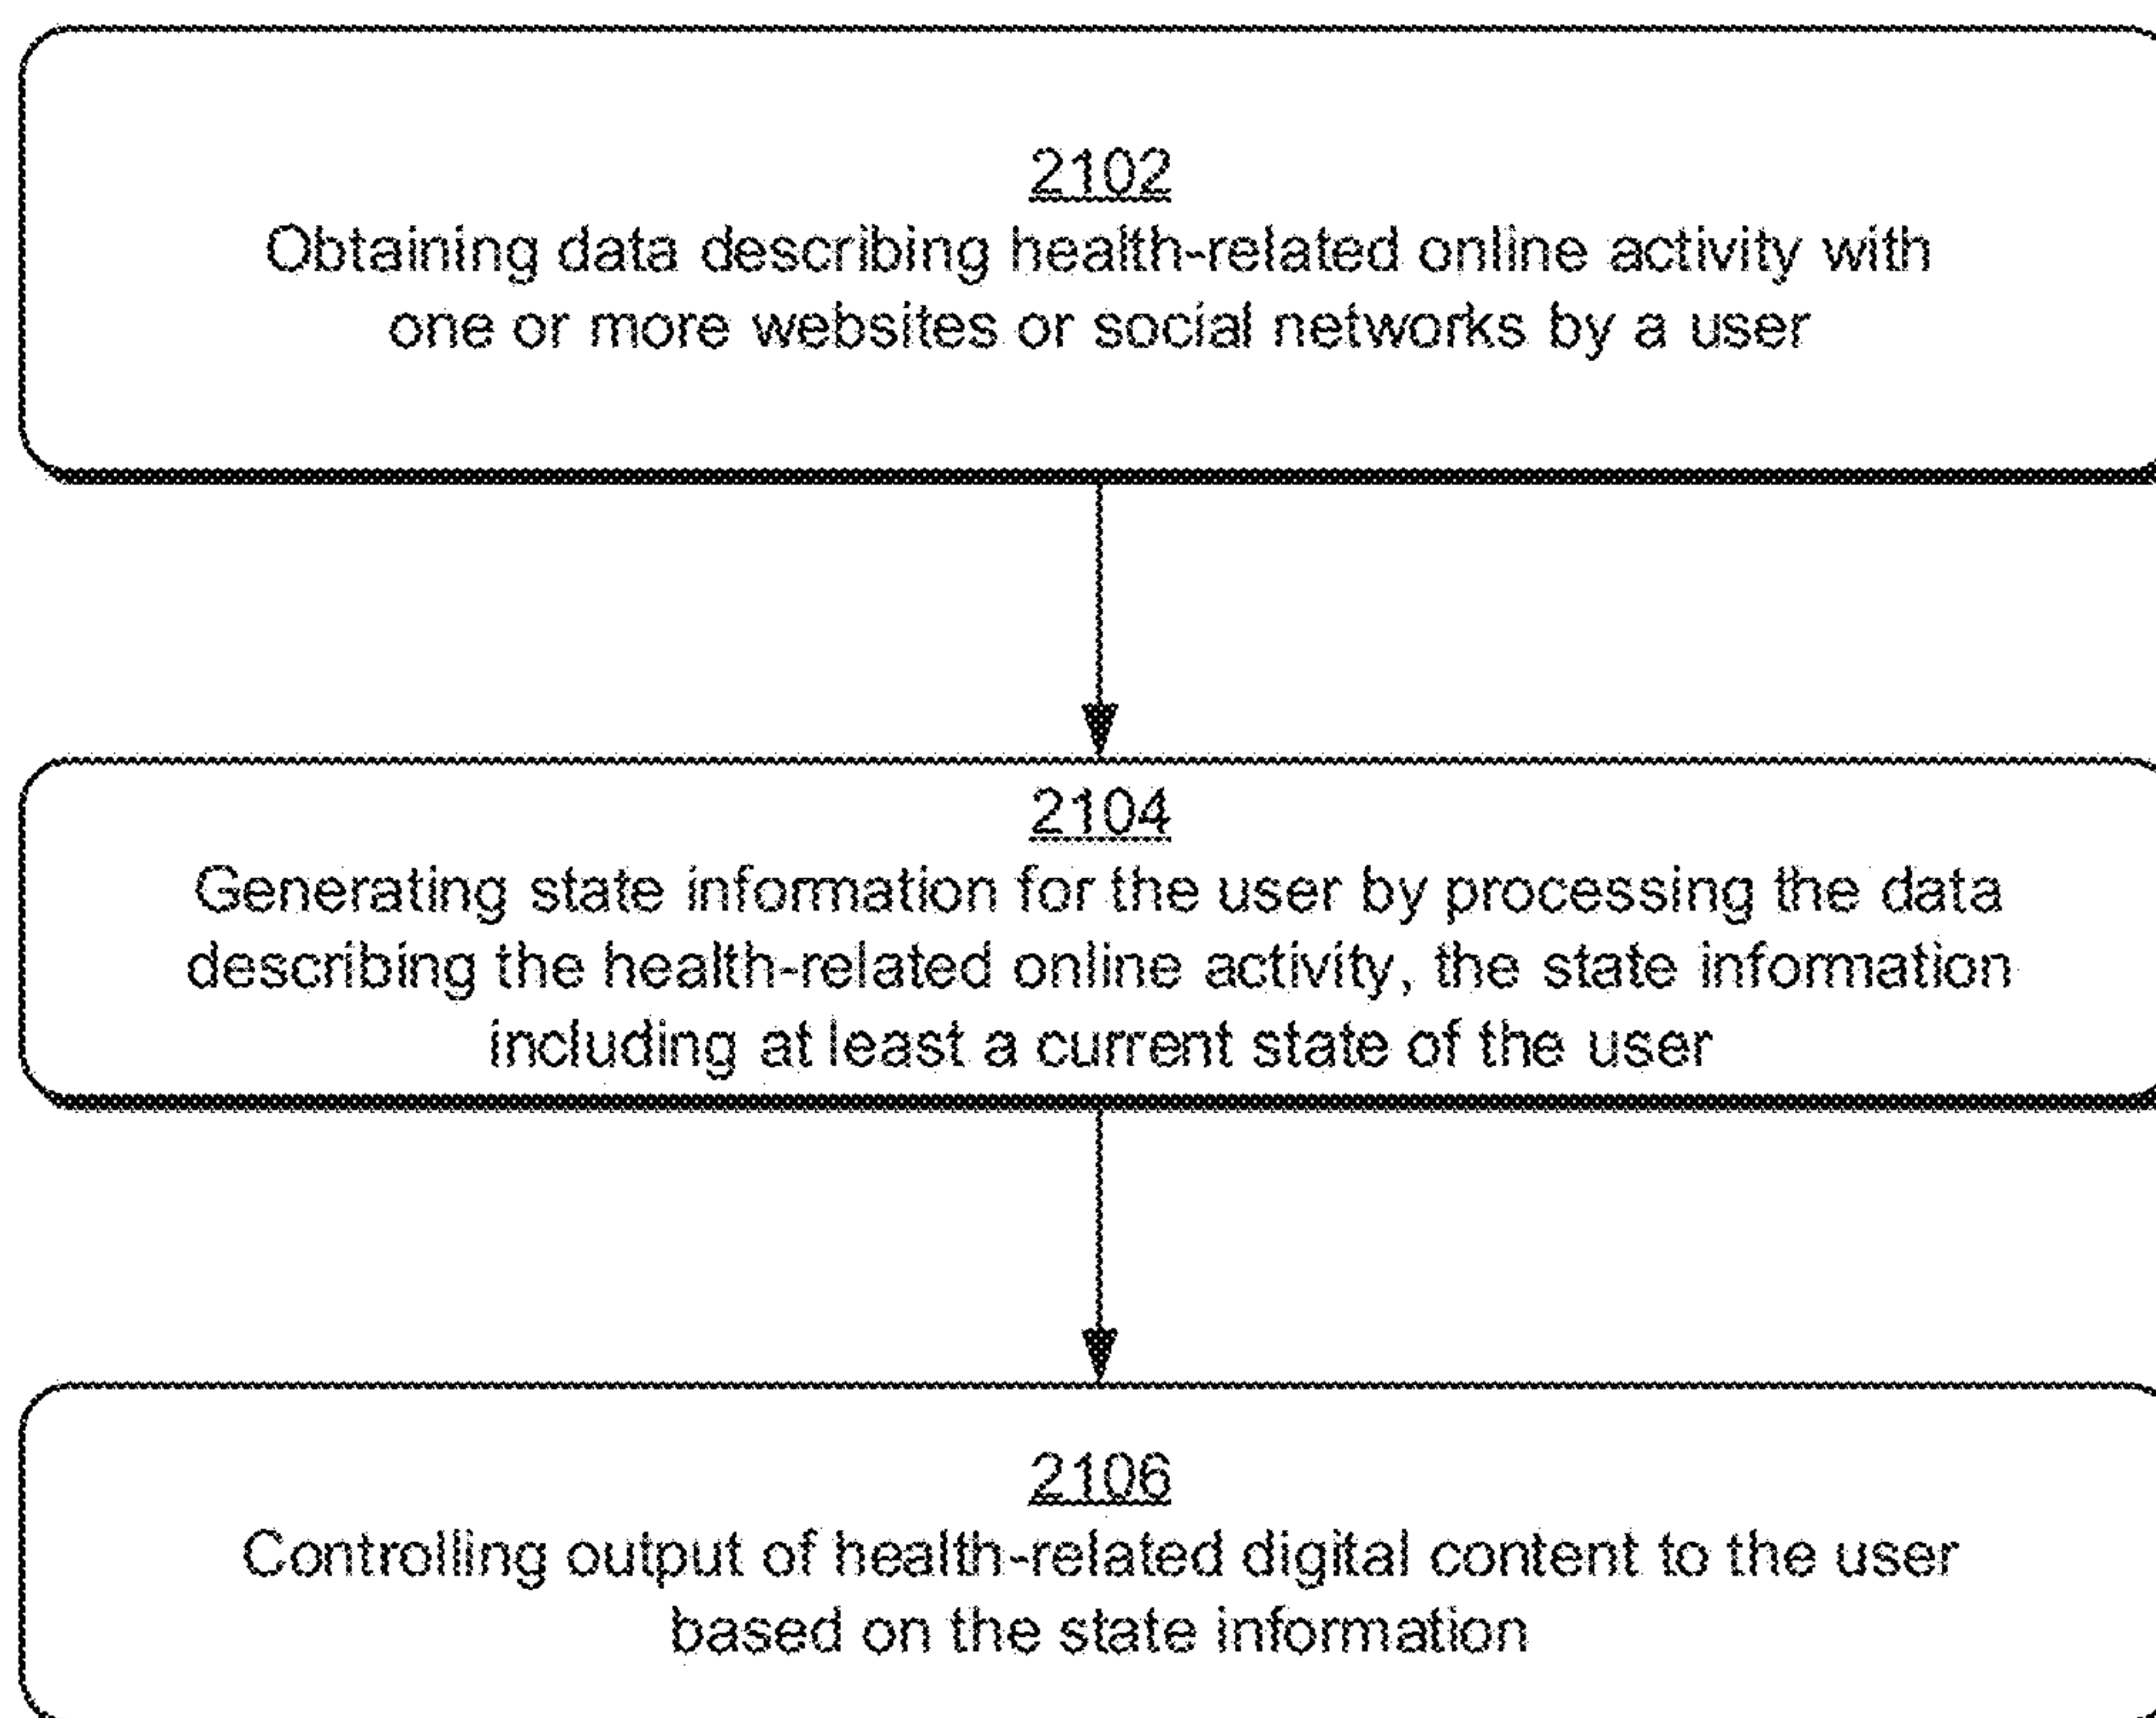 2102
Obtaining data describing health-related online activity with
one or more websites or social networks by a user
2104
Generating state information for the user by processing the data
describing the health-related online activity, the state information
including at least a current state of the user
2106
Controlling output of health-related digital content to the user
based on the state information